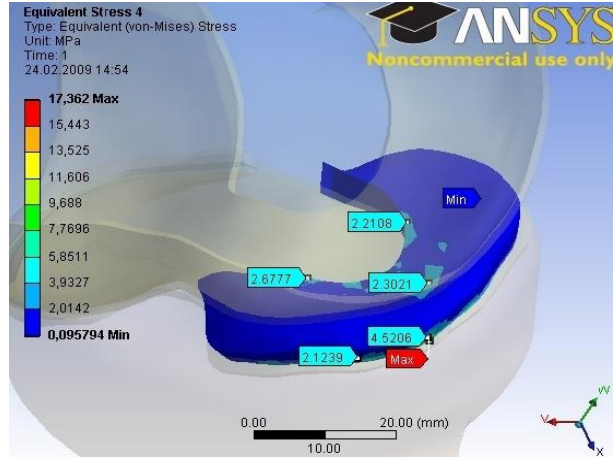 Equivalent Stress 4
Type: Equivalent (von-Mises) Stress
Unit: MPa
Time: 1
24.02.2009 14:54
ANSYS
Noncommercial use only
17,362 Max
15,443
13,525
11,606
9,688
7,7696
5,8511
3,9327
2,0142
0,095794 Min
Min
2.2108
2.6777
2.3021
4.5206
2.1239
Max
0.00
20.00 (mm)
10.00
Y
W
X